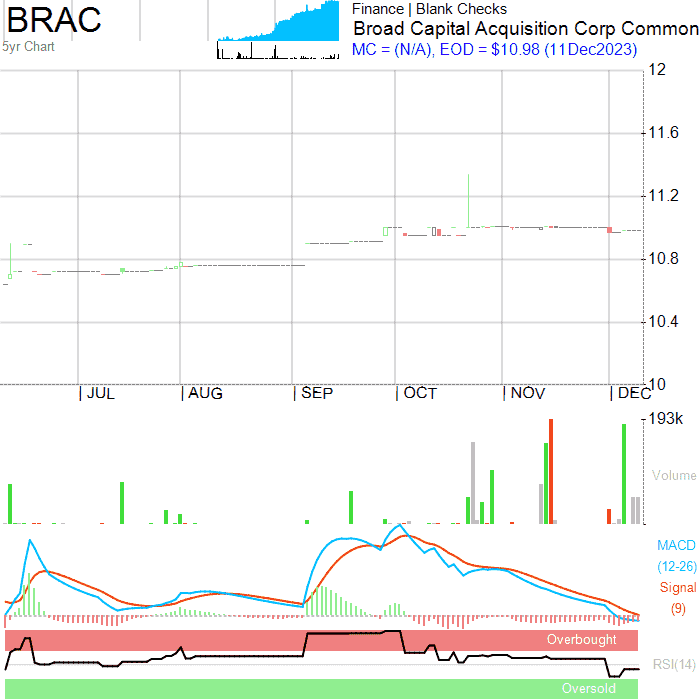 BRAC
5yr Chart
Finance | Blank Checks
Broad Capital Acquisition Corp Common
MC = (N/A), EOD = $10.98 (11Dec2023)
12
11.6
11.2
10.8
10.4
10
| JUL | AUG | SEP | OCT | NOV | DEC
193k
Volume
MACD
(12-26)
Signal
(9)
Overbought
RSI(14)
Oversold